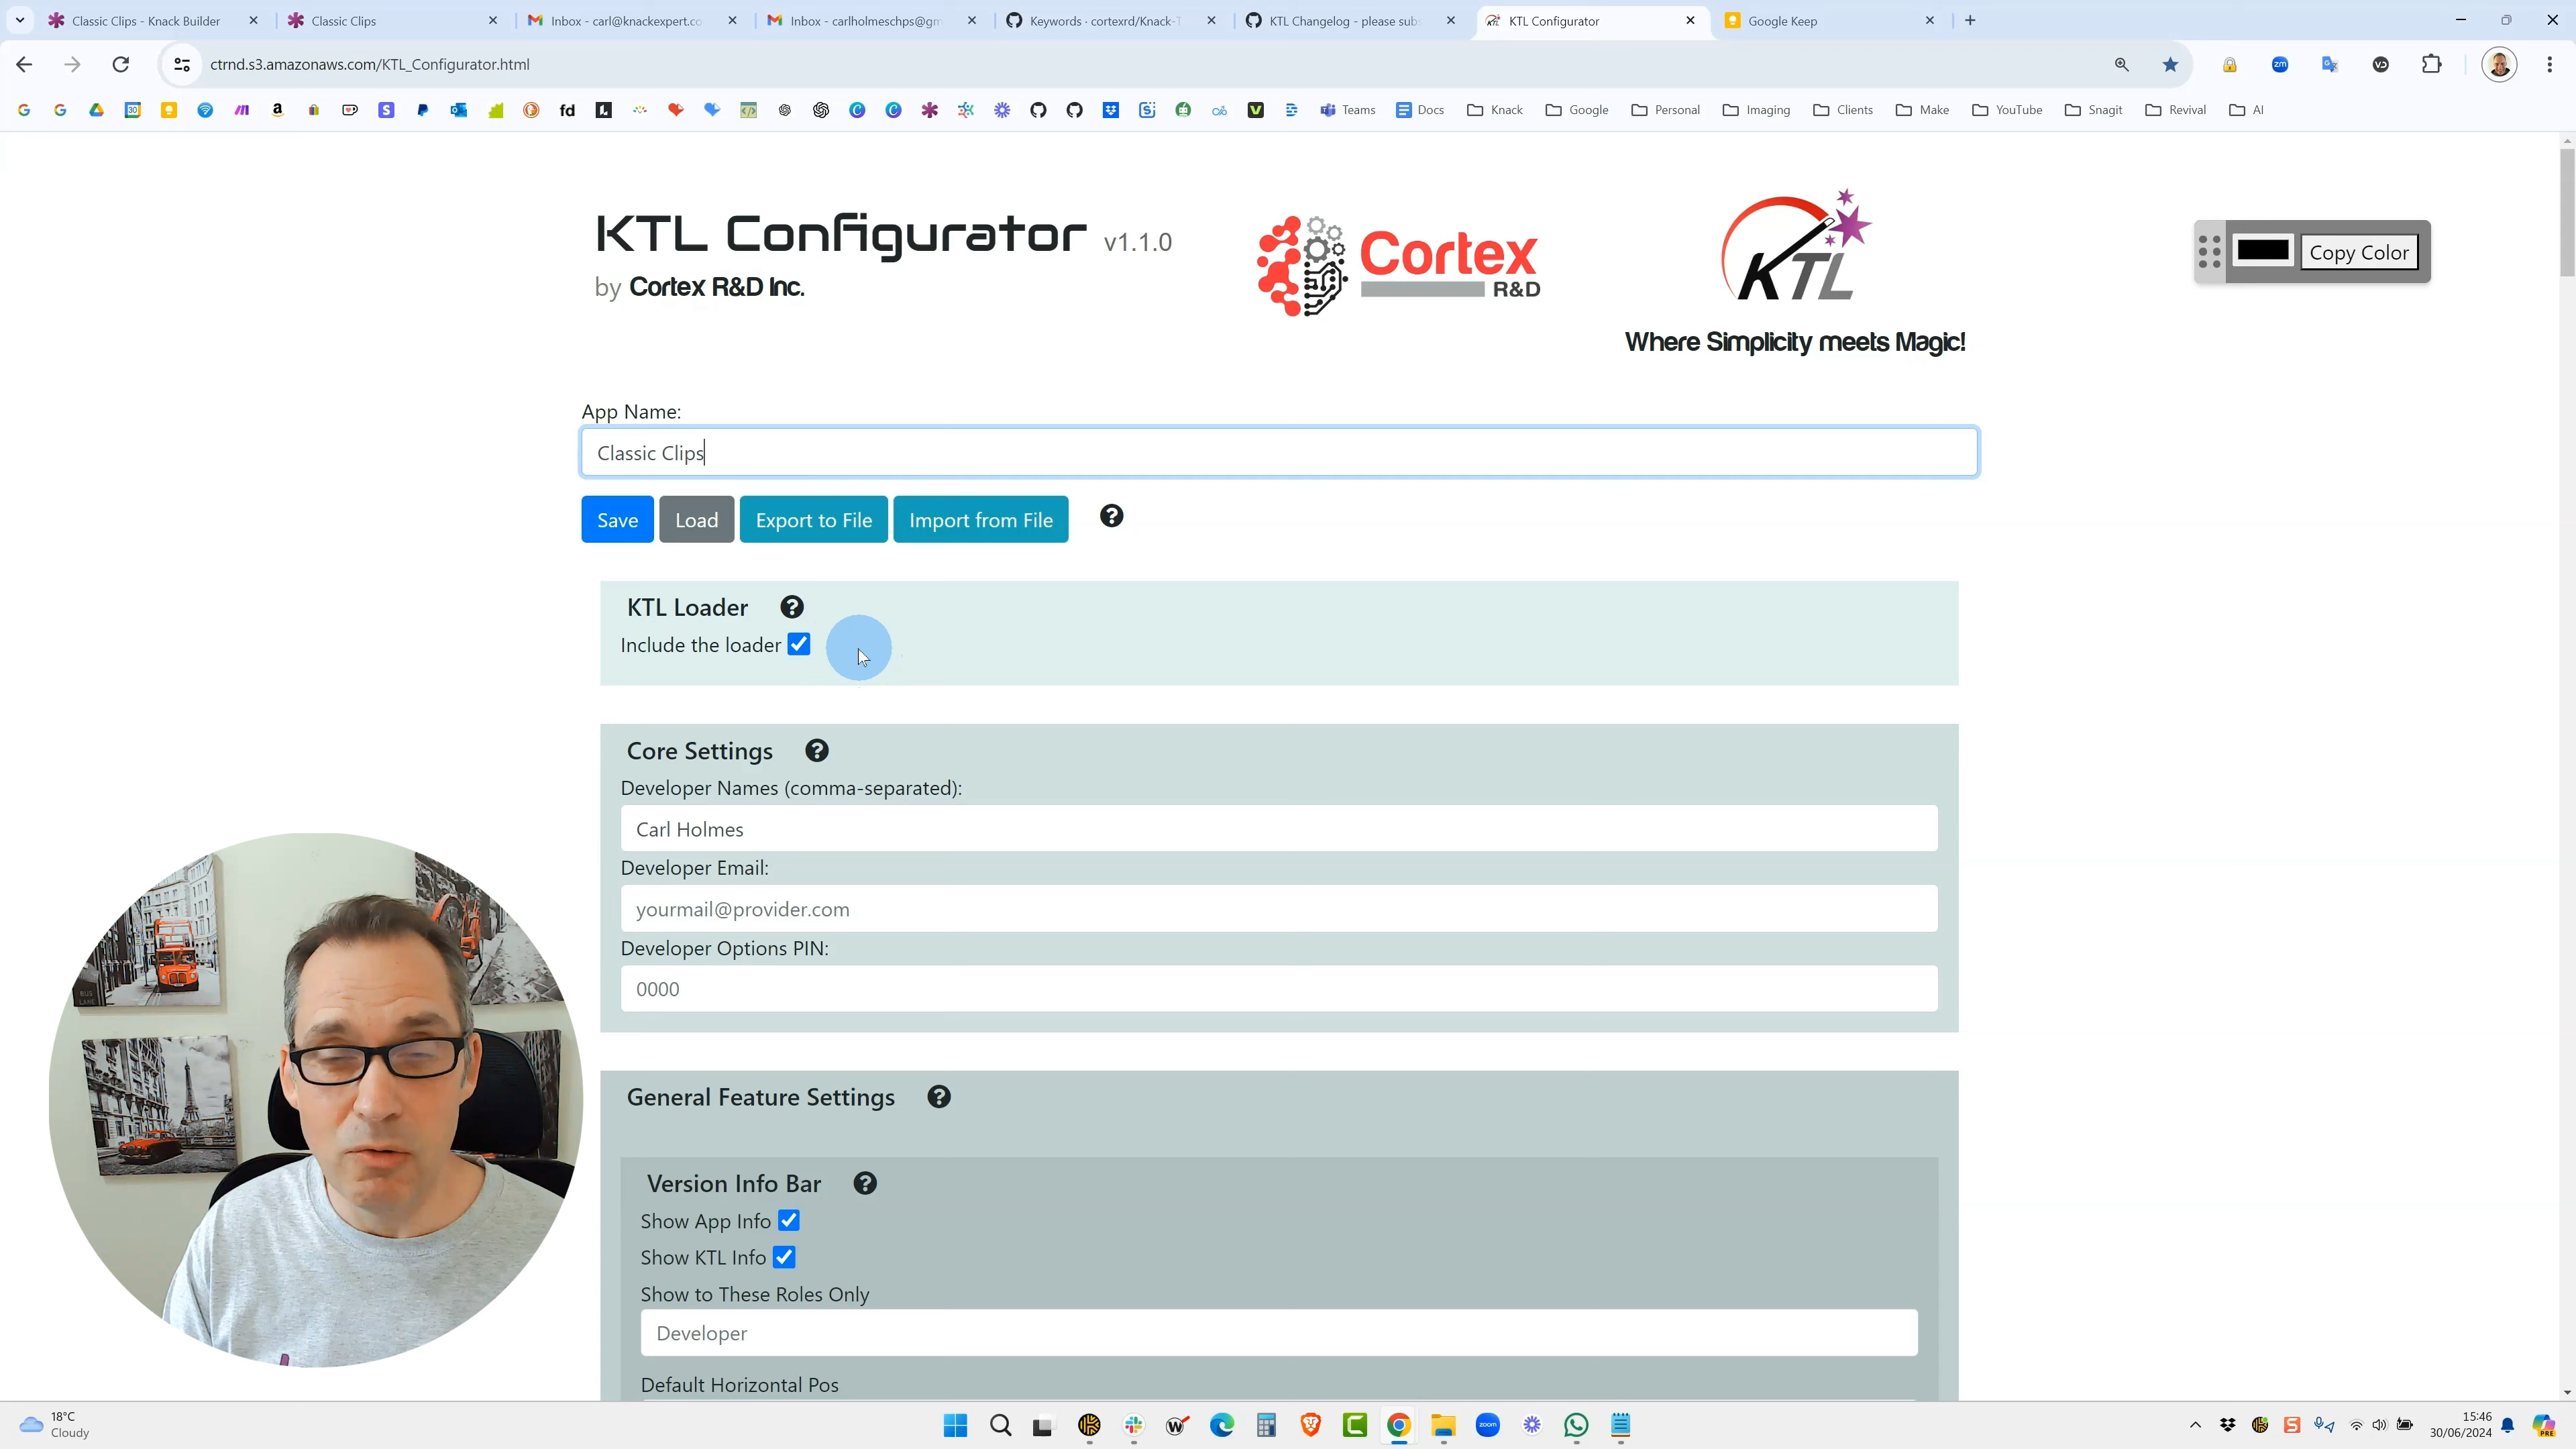 Classic Clips - Knack Builder
Classic Clips
Inbox - carl@knackexpert.co
Inbox - carlholmeschps@gm
Keywords · cortexrd/Knack-T
KTL Changelog - please subs
KTL Configurator
Google Keep
ctrnd.s3.amazonaws.com/KTL_Configurator.html
Teams
Docs
Knack
Google
Personal
Imaging
Clients
Make
YouTube
Snagit
Revival
AI
KTL Configurator v1.1.0
by Cortex R&D Inc.
Cortex
R&D
KTL
Where Simplicity meets Magic!
Copy Color
App Name:
Classic Clips
Save
Load
Export to File
Import from File
KTL Loader
Include the loader
Core Settings
Developer Names (comma-separated):
Carl Holmes
Developer Email:
yourmail@provider.com
Developer Options PIN:
0000
General Feature Settings
Version Info Bar
Show App Info
Show KTL Info
Show to These Roles Only
Developer
Default Horizontal Pos
18°C
Cloudy
15:46
30/06/2024